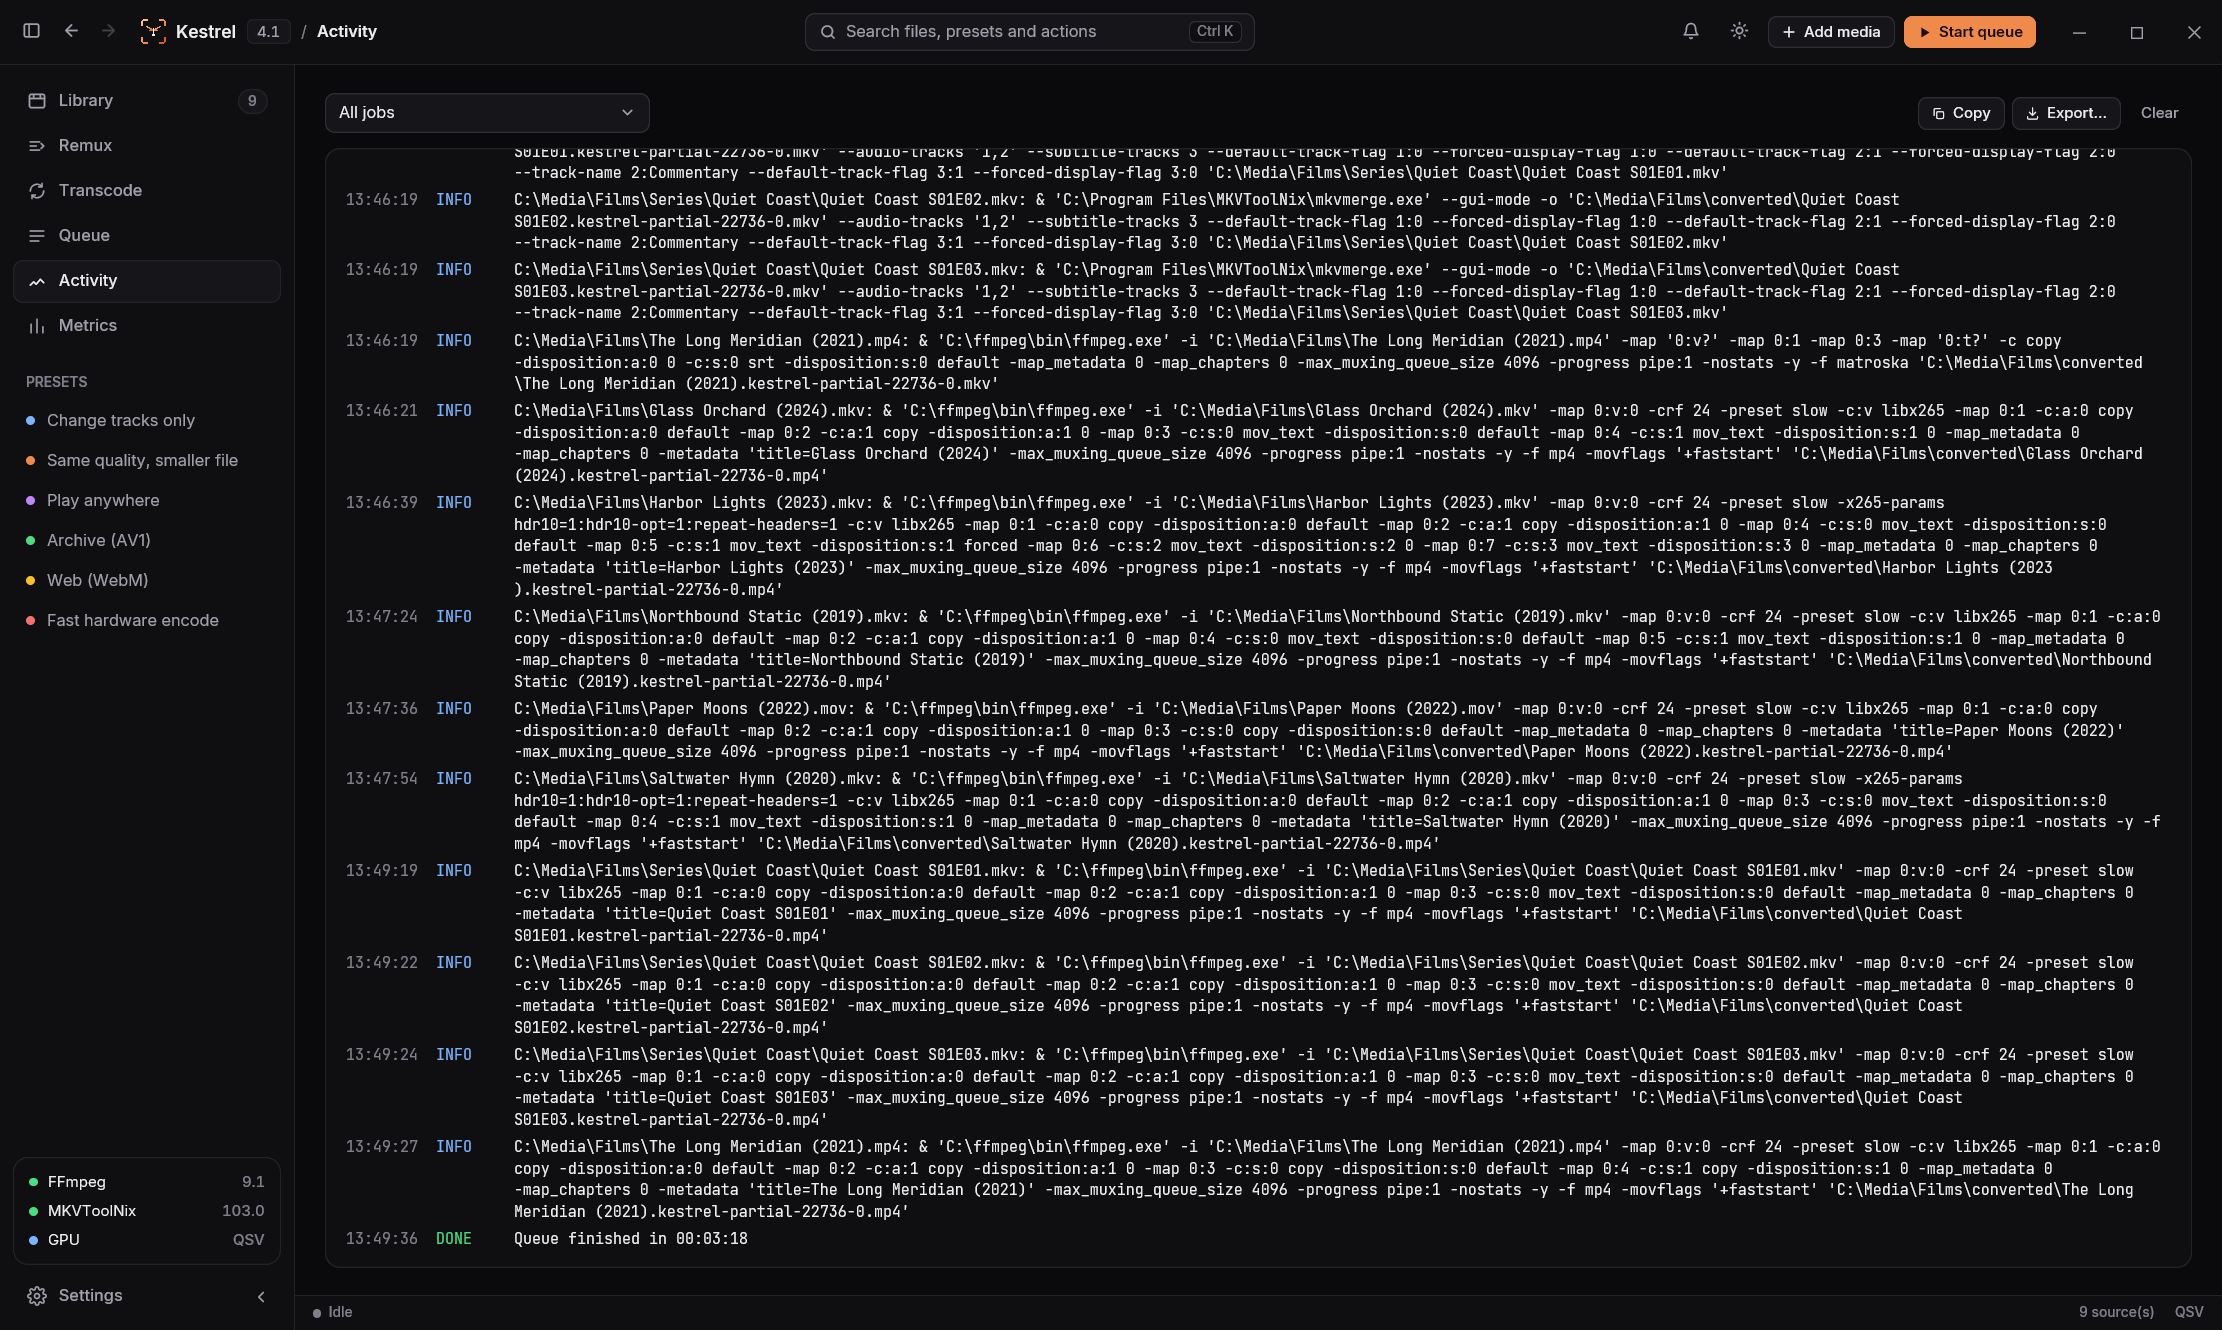 Kestrel 4.1 / Activity
Search files, presets and actions Ctrl K
Add media
Start queue
Library 9
Remux
Transcode
Queue
Activity
Metrics
PRESETS
Change tracks only
Same quality, smaller file
Play anywhere
Archive (AV1)
Web (WebM)
Fast hardware encode
FFmpeg 9.1
MKVToolNix 103.0
GPU QSV
Settings
All jobs
Copy
Export...
Clear
S01E01.kestrel-partial-22736-0.mkv' --audio-tracks '1,2' --subtitle-tracks 3 --default-track-flag 1:0 --forced-display-flag 1:0 --default-track-flag 2:1 --forced-display-flag 2:0
--track-name 2:Commentary --default-track-flag 3:1 --forced-display-flag 3:0 'C:\Media\Films\Series\Quiet Coast\Quiet Coast S01E01.mkv'
13:46:19 INFO C:\Media\Films\Series\Quiet Coast\Quiet Coast S01E02.mkv: & 'C:\Program Files\MKVToolNix\mkvmerge.exe' --gui-mode -o 'C:\Media\Films\converted\Quiet Coast
S01E02.kestrel-partial-22736-0.mkv' --audio-tracks '1,2' --subtitle-tracks 3 --default-track-flag 1:0 --forced-display-flag 1:0 --default-track-flag 2:1 --forced-display-flag 2:0
--track-name 2:Commentary --default-track-flag 3:1 --forced-display-flag 3:0 'C:\Media\Films\Series\Quiet Coast\Quiet Coast S01E02.mkv'
13:46:19 INFO C:\Media\Films\Series\Quiet Coast\Quiet Coast S01E03.mkv: & 'C:\Program Files\MKVToolNix\mkvmerge.exe' --gui-mode -o 'C:\Media\Films\converted\Quiet Coast
S01E03.kestrel-partial-22736-0.mkv' --audio-tracks '1,2' --subtitle-tracks 3 --default-track-flag 1:0 --forced-display-flag 1:0 --default-track-flag 2:1 --forced-display-flag 2:0
--track-name 2:Commentary --default-track-flag 3:1 --forced-display-flag 3:0 'C:\Media\Films\Series\Quiet Coast\Quiet Coast S01E03.mkv'
13:46:19 INFO C:\Media\Films\The Long Meridian (2021).mp4: & 'C:\ffmpeg\bin\ffmpeg.exe' -i 'C:\Media\Films\The Long Meridian (2021).mp4' -map '0:v?' -map 0:1 -map 0:3 -map '0:t?' -c copy
-disposition:a:0 0 -c:s:0 srt -disposition:s:0 default -map_metadata 0 -map_chapters 0 -max_muxing_queue_size 4096 -progress pipe:1 -nostats -y -f matroska 'C:\Media\Films\converted
\The Long Meridian (2021).kestrel-partial-22736-0.mkv'
13:46:21 INFO C:\Media\Films\Glass Orchard (2024).mkv: & 'C:\ffmpeg\bin\ffmpeg.exe' -i 'C:\Media\Films\Glass Orchard (2024).mkv' -map 0:v:0 -crf 24 -preset slow -c:v libx265 -map 0:1 -c:a:0 copy
-disposition:a:0 default -map 0:2 -c:a:1 copy -disposition:a:1 0 -map 0:3 -c:s:0 mov_text -disposition:s:0 default -map 0:4 -c:s:1 mov_text -disposition:s:1 0 -map_metadata 0
-map_chapters 0 -metadata 'title=Glass Orchard (2024)' -max_muxing_queue_size 4096 -progress pipe:1 -nostats -y -f mp4 -movflags '+faststart' 'C:\Media\Films\converted\Glass Orchard
(2024).kestrel-partial-22736-0.mp4'
13:46:39 INFO C:\Media\Films\Harbor Lights (2023).mkv: & 'C:\ffmpeg\bin\ffmpeg.exe' -i 'C:\Media\Films\Harbor Lights (2023).mkv' -map 0:v:0 -crf 24 -preset slow -x265-params
hdr10=1:hdr10-opt=1:repeat-headers=1 -c:v libx265 -map 0:1 -c:a:0 copy -disposition:a:0 default -map 0:2 -c:a:1 copy -disposition:a:1 0 -map 0:4 -c:s:0 mov_text -disposition:s:0
default -map 0:5 -c:s:1 mov_text -disposition:s:1 forced -map 0:6 -c:s:2 mov_text -disposition:s:2 0 -map 0:7 -c:s:3 mov_text -disposition:s:3 0 -map_metadata 0 -map_chapters 0
-metadata 'title=Harbor Lights (2023)' -max_muxing_queue_size 4096 -progress pipe:1 -nostats -y -f mp4 -movflags '+faststart' 'C:\Media\Films\converted\Harbor Lights (2023
).kestrel-partial-22736-0.mp4'
13:47:24 INFO C:\Media\Films\Northbound Static (2019).mkv: & 'C:\ffmpeg\bin\ffmpeg.exe' -i 'C:\Media\Films\Northbound Static (2019).mkv' -map 0:v:0 -crf 24 -preset slow -c:v libx265 -map 0:1 -c:a:0
copy -disposition:a:0 default -map 0:2 -c:a:1 copy -disposition:a:1 0 -map 0:4 -c:s:0 mov_text -disposition:s:0 default -map 0:5 -c:s:1 mov_text -disposition:s:1 0 -map_metadata 0
-map_chapters 0 -metadata 'title=Northbound Static (2019)' -max_muxing_queue_size 4096 -progress pipe:1 -nostats -y -f mp4 -movflags '+faststart' 'C:\Media\Films\converted\Northbound
Static (2019).kestrel-partial-22736-0.mp4'
13:47:36 INFO C:\Media\Films\Paper Moons (2022).mov: & 'C:\ffmpeg\bin\ffmpeg.exe' -i 'C:\Media\Films\Paper Moons (2022).mov' -map 0:v:0 -crf 24 -preset slow -c:v libx265 -map 0:1 -c:a:0 copy
-disposition:a:0 default -map 0:2 -c:a:1 copy -disposition:a:1 0 -map 0:3 -c:s:0 copy -disposition:s:0 default -map_metadata 0 -map_chapters 0 -metadata 'title=Paper Moons (2022)'
-max_muxing_queue_size 4096 -progress pipe:1 -nostats -y -f mp4 -movflags '+faststart' 'C:\Media\Films\converted\Paper Moons (2022).kestrel-partial-22736-0.mp4'
13:47:54 INFO C:\Media\Films\Saltwater Hymn (2020).mkv: & 'C:\ffmpeg\bin\ffmpeg.exe' -i 'C:\Media\Films\Saltwater Hymn (2020).mkv' -map 0:v:0 -crf 24 -preset slow -x265-params
hdr10=1:hdr10-opt=1:repeat-headers=1 -c:v libx265 -map 0:1 -c:a:0 copy -disposition:a:0 default -map 0:2 -c:a:1 copy -disposition:a:1 0 -map 0:3 -c:s:0 mov_text -disposition:s:0
default -map 0:4 -c:s:1 mov_text -disposition:s:1 0 -map_metadata 0 -map_chapters 0 -metadata 'title=Saltwater Hymn (2020)' -max_muxing_queue_size 4096 -progress pipe:1 -nostats -y -f
mp4 -movflags '+faststart' 'C:\Media\Films\converted\Saltwater Hymn (2020).kestrel-partial-22736-0.mp4'
13:49:19 INFO C:\Media\Films\Series\Quiet Coast\Quiet Coast S01E01.mkv: & 'C:\ffmpeg\bin\ffmpeg.exe' -i 'C:\Media\Films\Series\Quiet Coast\Quiet Coast S01E01.mkv' -map 0:v:0 -crf 24 -preset slow
-c:v libx265 -map 0:1 -c:a:0 copy -disposition:a:0 default -map 0:2 -c:a:1 copy -disposition:a:1 0 -map 0:3 -c:s:0 mov_text -disposition:s:0 default -map_metadata 0 -map_chapters 0
-metadata 'title=Quiet Coast S01E01' -max_muxing_queue_size 4096 -progress pipe:1 -nostats -y -f mp4 -movflags '+faststart' 'C:\Media\Films\converted\Quiet Coast
S01E01.kestrel-partial-22736-0.mp4'
13:49:22 INFO C:\Media\Films\Series\Quiet Coast\Quiet Coast S01E02.mkv: & 'C:\ffmpeg\bin\ffmpeg.exe' -i 'C:\Media\Films\Series\Quiet Coast\Quiet Coast S01E02.mkv' -map 0:v:0 -crf 24 -preset slow
-c:v libx265 -map 0:1 -c:a:0 copy -disposition:a:0 default -map 0:2 -c:a:1 copy -disposition:a:1 0 -map 0:3 -c:s:0 mov_text -disposition:s:0 default -map_metadata 0 -map_chapters 0
-metadata 'title=Quiet Coast S01E02' -max_muxing_queue_size 4096 -progress pipe:1 -nostats -y -f mp4 -movflags '+faststart' 'C:\Media\Films\converted\Quiet Coast
S01E02.kestrel-partial-22736-0.mp4'
13:49:24 INFO C:\Media\Films\Series\Quiet Coast\Quiet Coast S01E03.mkv: & 'C:\ffmpeg\bin\ffmpeg.exe' -i 'C:\Media\Films\Series\Quiet Coast\Quiet Coast S01E03.mkv' -map 0:v:0 -crf 24 -preset slow
-c:v libx265 -map 0:1 -c:a:0 copy -disposition:a:0 default -map 0:2 -c:a:1 copy -disposition:a:1 0 -map 0:3 -c:s:0 mov_text -disposition:s:0 default -map_metadata 0 -map_chapters 0
-metadata 'title=Quiet Coast S01E03' -max_muxing_queue_size 4096 -progress pipe:1 -nostats -y -f mp4 -movflags '+faststart' 'C:\Media\Films\converted\Quiet Coast
S01E03.kestrel-partial-22736-0.mp4'
13:49:27 INFO C:\Media\Films\The Long Meridian (2021).mp4: & 'C:\ffmpeg\bin\ffmpeg.exe' -i 'C:\Media\Films\The Long Meridian (2021).mp4' -map 0:v:0 -crf 24 -preset slow -c:v libx265 -map 0:1 -c:a:0
copy -disposition:a:0 default -map 0:2 -c:a:1 copy -disposition:a:1 0 -map 0:3 -c:s:0 copy -disposition:s:0 default -map 0:4 -c:s:1 copy -disposition:s:1 0 -map_metadata 0
-map_chapters 0 -metadata 'title=The Long Meridian (2021)' -max_muxing_queue_size 4096 -progress pipe:1 -nostats -y -f mp4 -movflags '+faststart' 'C:\Media\Films\converted\The Long
Meridian (2021).kestrel-partial-22736-0.mp4'
13:49:36 DONE Queue finished in 00:03:18
Idle
9 source(s) QSV